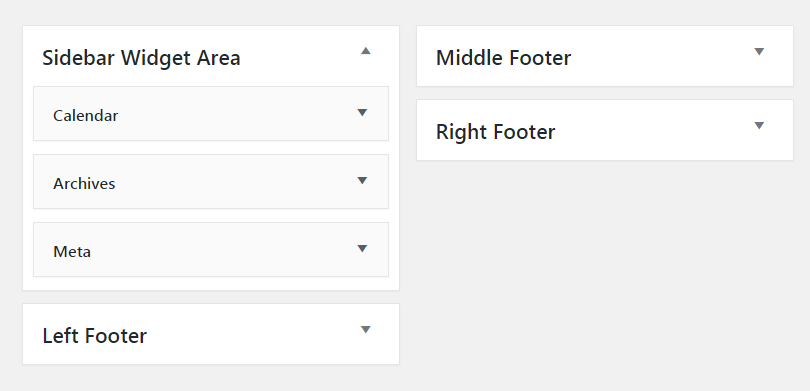 Sidebar Widget Area
Calendar
Archives
Meta
Left Footer
Middle Footer
Right Footer